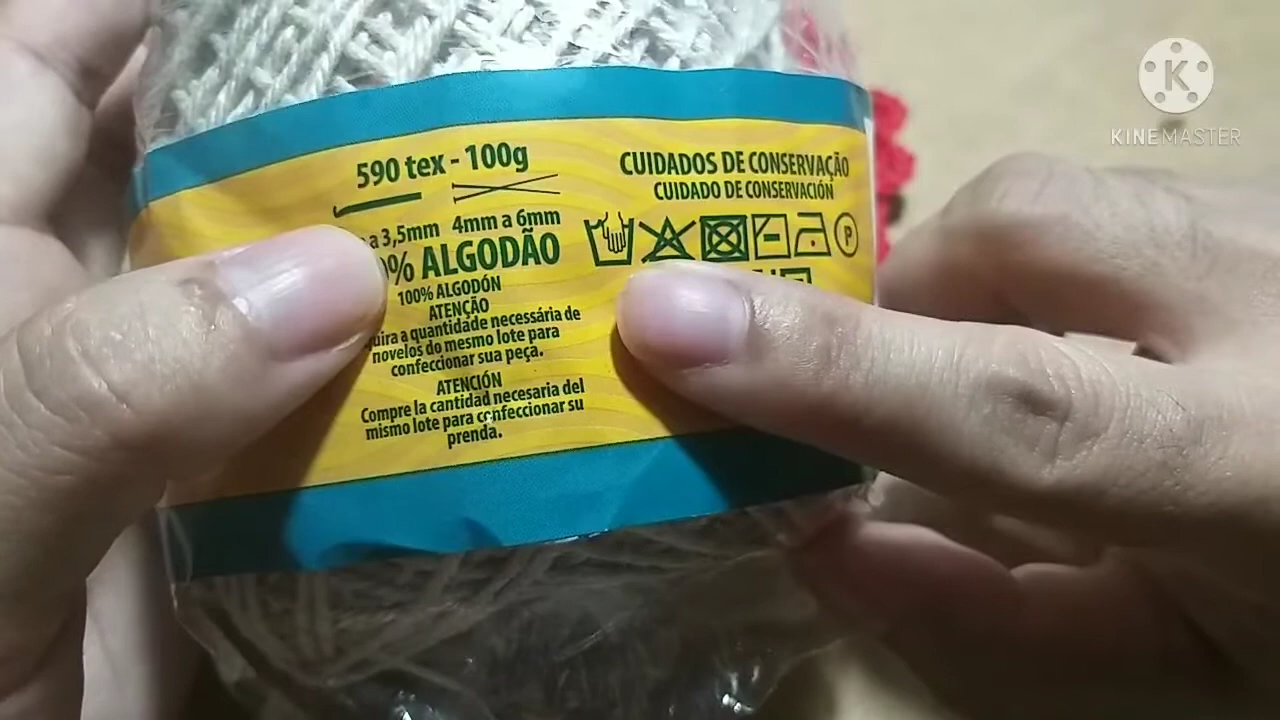 590 tex - 100g
a 3,5mm 4mm a 6mm
% ALGODÃO
100% ALGODÓN
ATENÇÃO
a quantidade necessária de
novelos do mesmo lote para
confeccionar sua peça.
ATENCIÓN
Compre la cantidad necesaria del
mismo lote para confeccionar su
prenda.
CUIDADOS DE CONSERVAÇÃO
CUIDADO DE CONSERVACIÓN
P
K
KINEMASTER